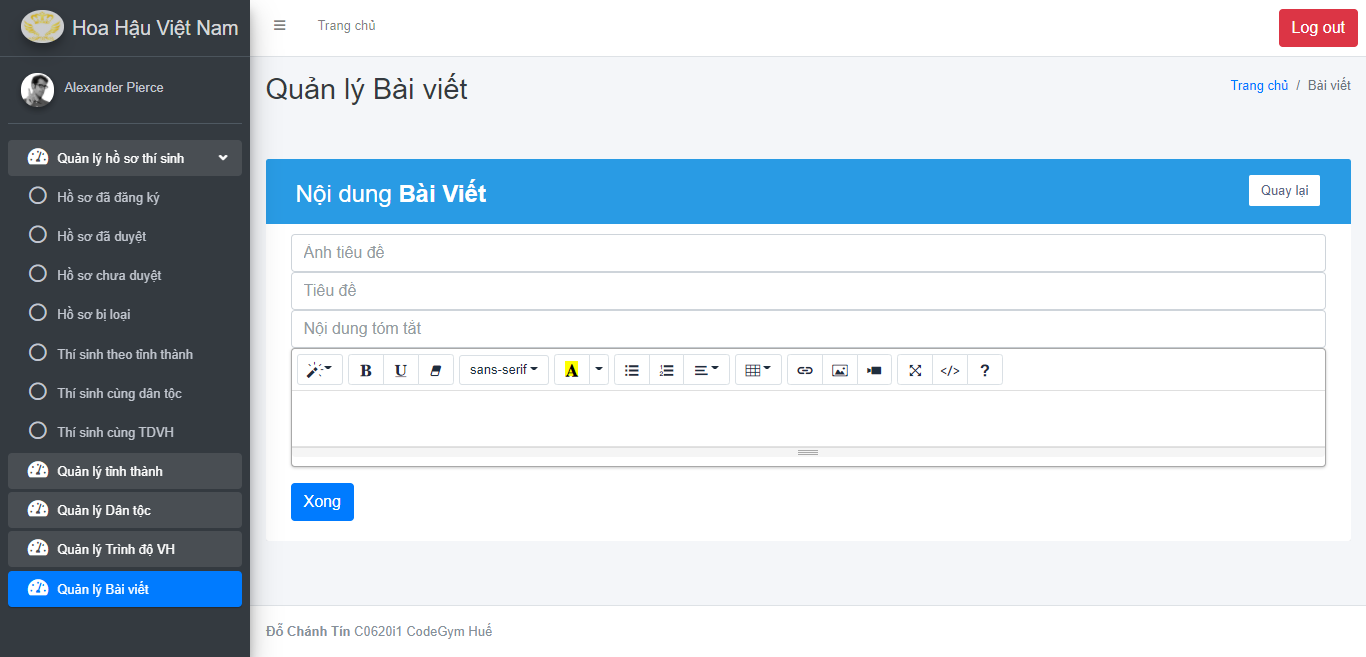 Hoa Hậu Việt Nam
Alexander Pierce
Quản lý hồ sơ thí sinh
Hồ sơ đã đăng ký
Hồ sơ đã duyệt
Hồ sơ chưa duyệt
Hồ sơ bị loại
Thí sinh theo tỉnh thành
Thí sinh cùng dân tộc
Thí sinh cùng TDVH
Quản lý tỉnh thành
Quản lý Dân tộc
Quản lý Trình độ VH
Quản lý Bài viết
Trang chủ
Log out
Quản lý Bài viết
Trang chủ / Bài viết
Nội dung Bài Viết
Quay lại
Ảnh tiêu đề
Tiêu đề
Nội dung tóm tắt
B U sans-serif A </> ?
Xong
Đỗ Chánh Tín C0620i1 CodeGym Huế